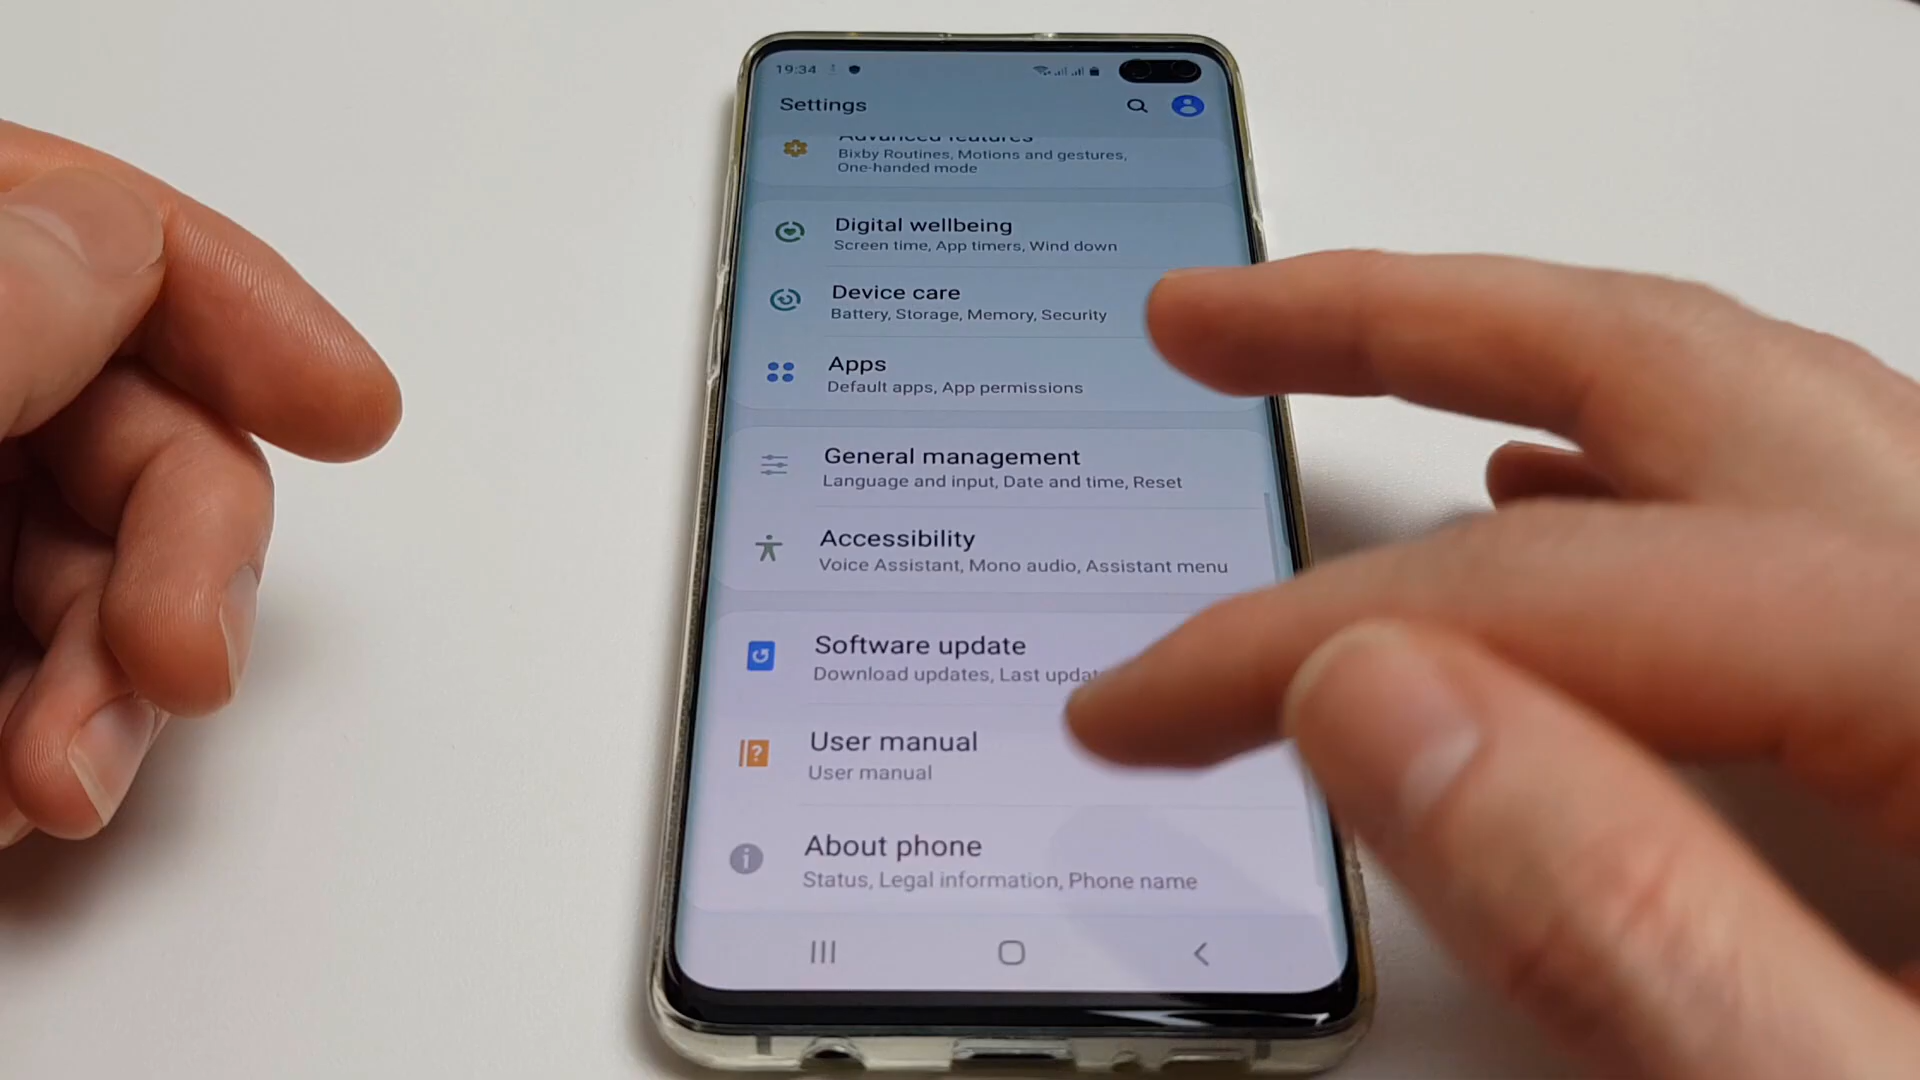 19:34
Settings
Advanced features
Bixby Routines, Motions and gestures,
One-handed mode
Digital wellbeing
Screen time, App timers, Wind down
Device care
Battery, Storage, Memory, Security
Apps
Default apps, App permissions
General management
Language and input, Date and time, Reset
Accessibility
Voice Assistant, Mono audio, Assistant menu
Software update
Download updates, Last update
User manual
User manual
About phone
Status, Legal information, Phone name